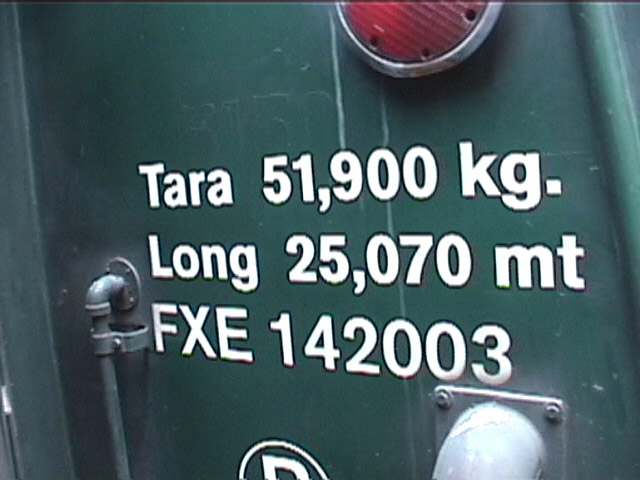 Tara 51,900 kg.
Long 25,070 mt
FXE 142003